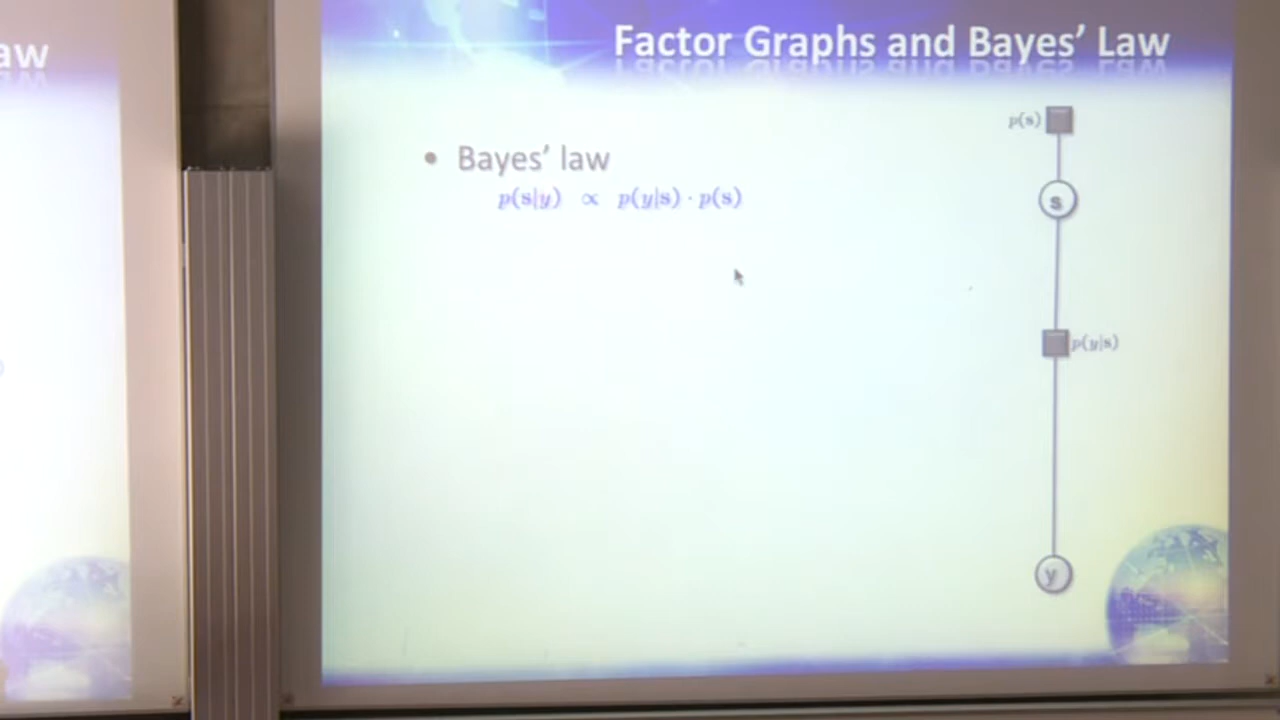 aw
Factor Graphs and Bayes' Law
• Bayes' law
p(s|y) ∝ p(y|s) · p(s)
p(s)
s
p(y|s)
y